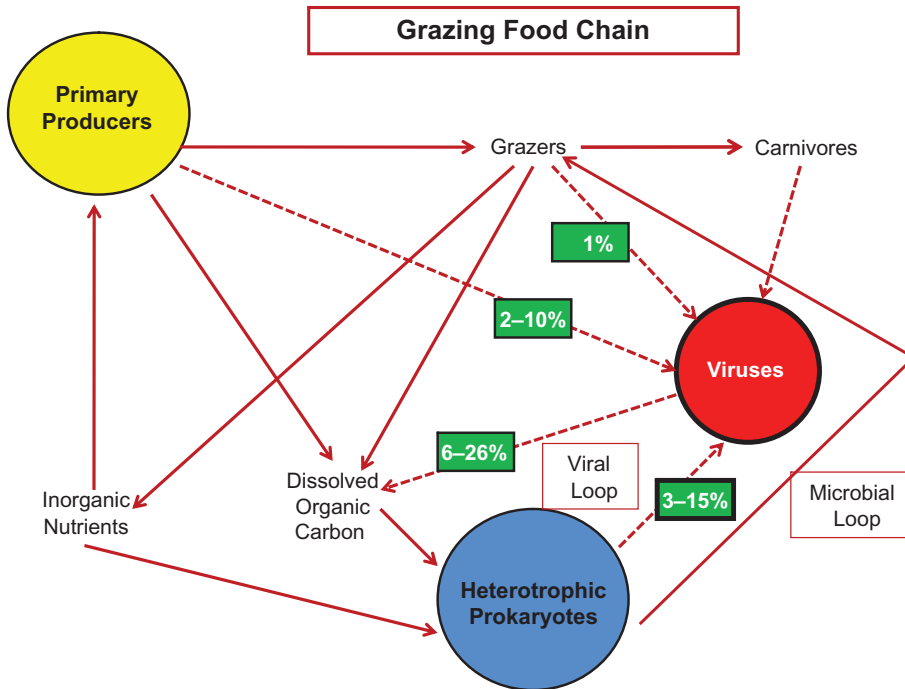 Grazing Food Chain
Primary
Producers
Grazers
Carnivores
1%
2–10%
Viruses
6–26%
Viral
Loop
3–15%
Microbial
Loop
Inorganic
Nutrients
Dissolved
Organic
Carbon
Heterotrophic
Prokaryotes